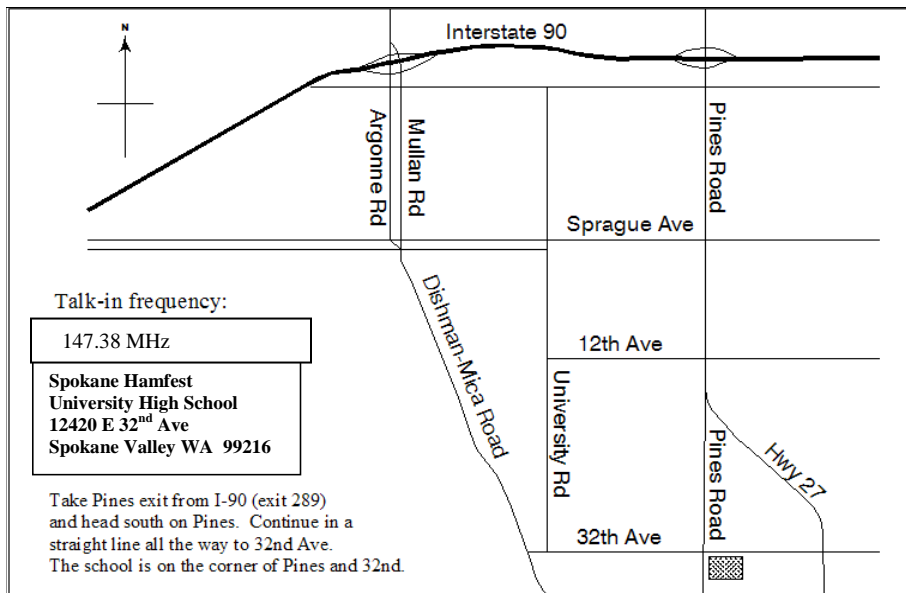 N
Interstate 90
Argonne Rd
Mullan Rd
Pines Road
Sprague Ave
Talk-in frequency:
147.38 MHz
Dishman-Mica Road
12th Ave
Spokane Hamfest
University High School
12420 E 32nd Ave
Spokane Valley WA 99216
University Rd
Pines Road
Hwy 27
Take Pines exit from I-90 (exit 289)
and head south on Pines. Continue in a
straight line all the way to 32nd Ave.
The school is on the corner of Pines and 32nd.
32th Ave